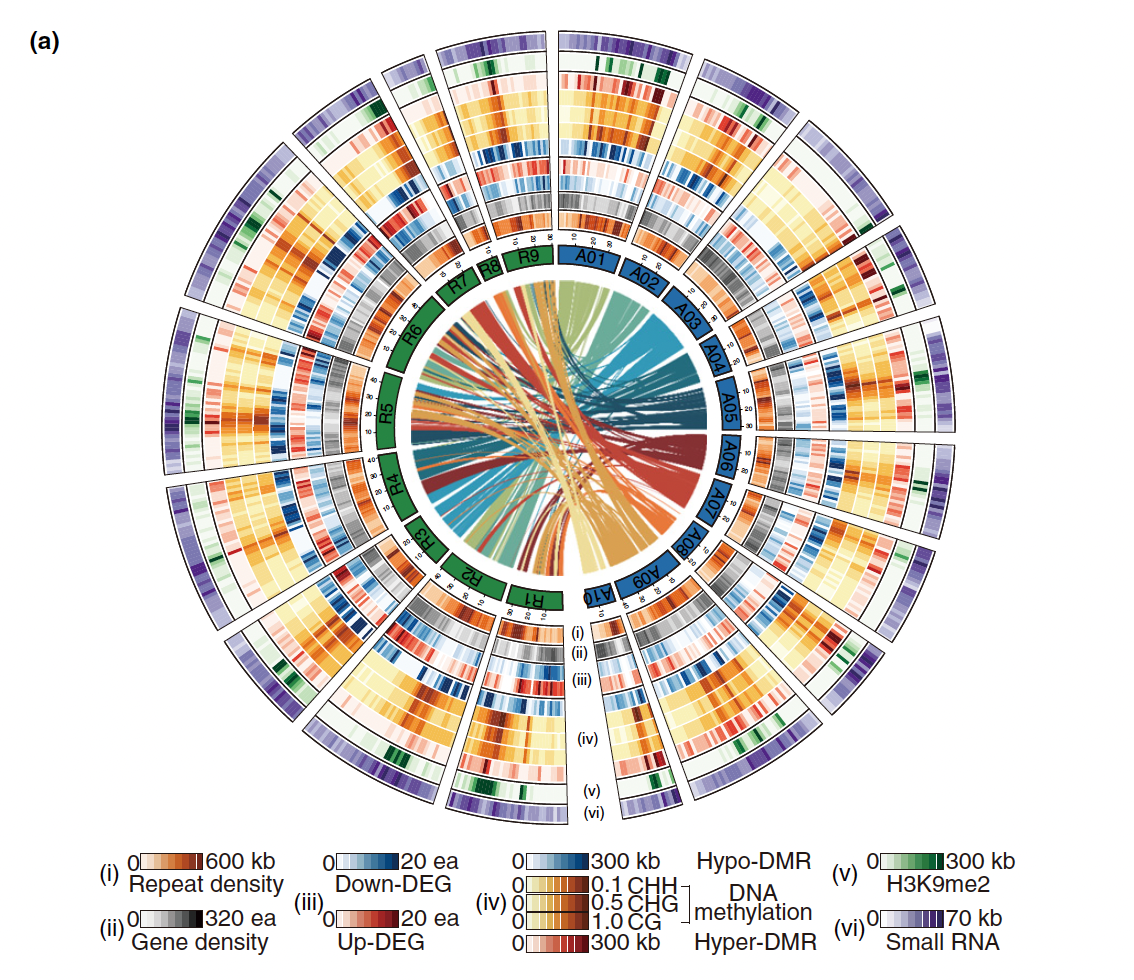 (a)
A01
A02
A03
A04
A05
A06
A07
A08
A09
A10
R1
R2
R3
R4
R5
R6
R7
R8
R9
(i)
(ii)
(iii)
(iv)
(v)
(vi)
(i) 0 600 kb
Repeat density
(ii) 0 320 ea
Gene density
(iii) 0 20 ea
Down-DEG
0 20 ea
Up-DEG
(iv) 0 300 kb Hypo-DMR
0 0.1 CHH
0 0.5 CHG
0 1.0 CG
DNA
methylation
0 300 kb Hyper-DMR
(v) 0 300 kb
H3K9me2
(vi) 0 70 kb
Small RNA